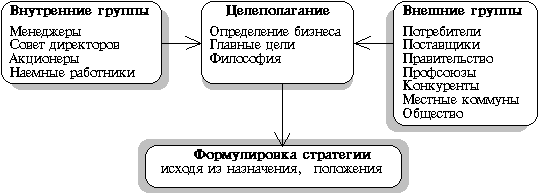 Внутренние группы
Менеджеры
Совет директоров
Акционеры
Наемные работники
Целеполагание
Определение бизнеса
Главные цели
Философия
Внешние группы
Потребители
Поставщики
Правительство
Профсоюзы
Конкуренты
Местные коммуны
Общество
Формулировка стратегии
исходя из назначения, положения